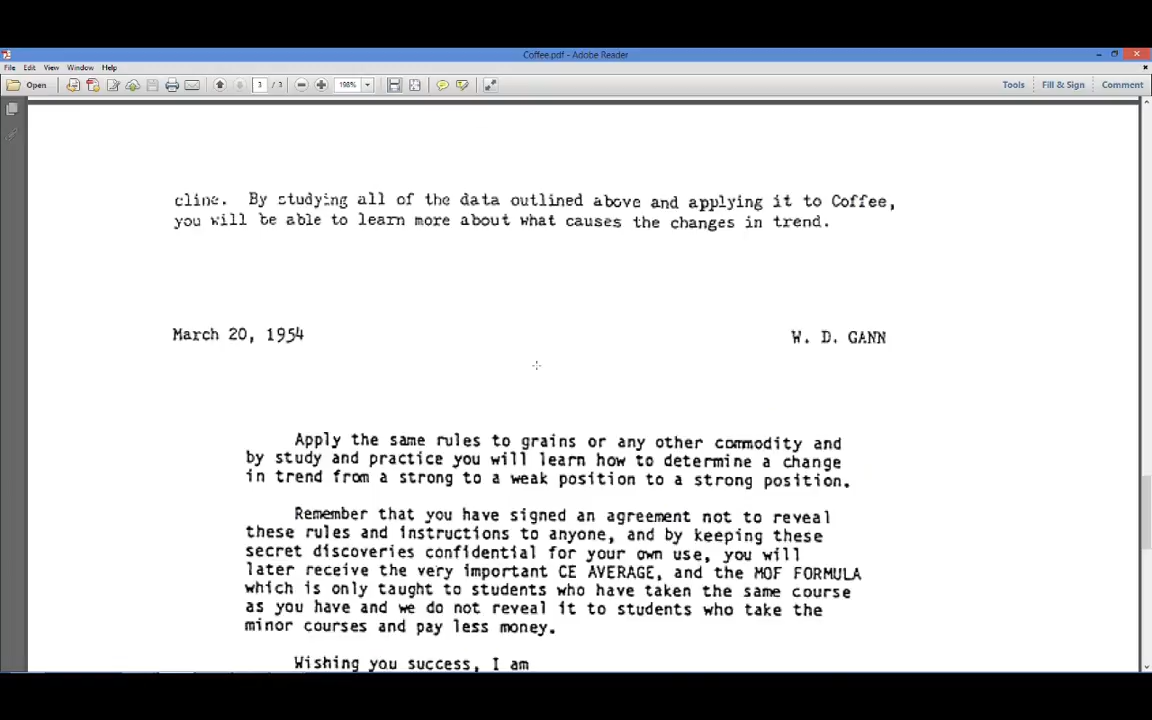 Coffee.pdf - Adobe Reader
File Edit View Window Help
Open 3 / 3 198% Tools Fill & Sign Comment
cline. By studying all of the data outlined above and applying it to Coffee,
you will be able to learn more about what causes the changes in trend.
March 20, 1954 W. D. GANN
Apply the same rules to grains or any other commodity and
by study and practice you will learn how to determine a change
in trend from a strong to a weak position to a strong position.
Remember that you have signed an agreement not to reveal
these rules and instructions to anyone, and by keeping these
secret discoveries confidential for your own use, you will
later receive the very important CE AVERAGE, and the MOF FORMULA
which is only taught to students who have taken the same course
as you have and we do not reveal it to students who take the
minor courses and pay less money.
Wishing you success, I am